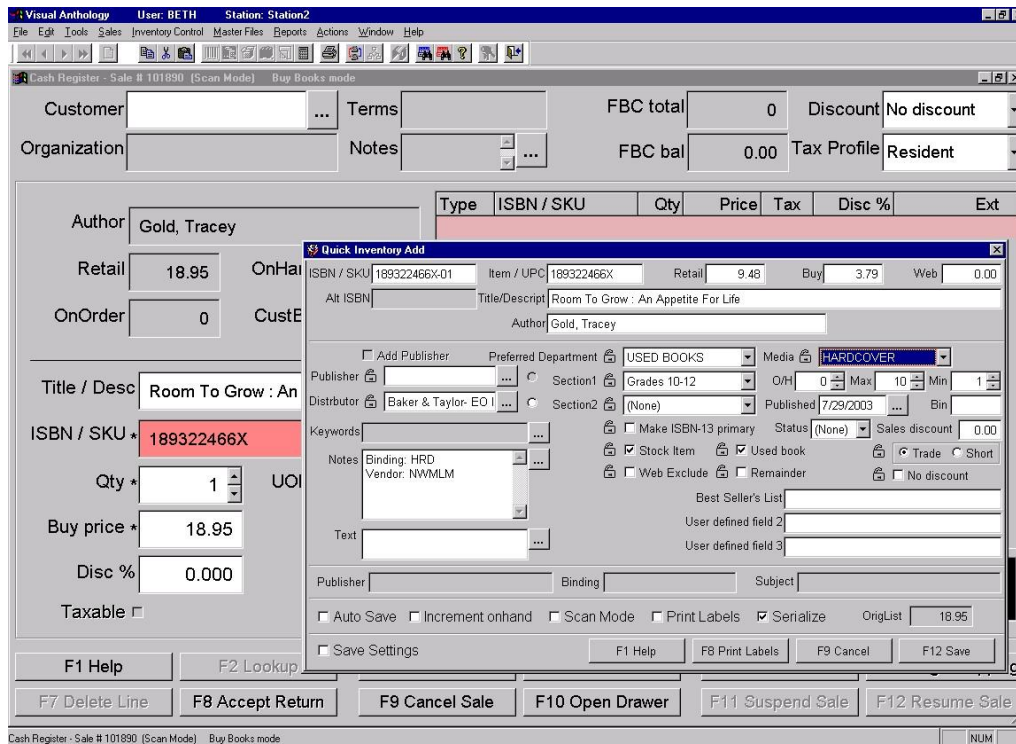 Visual Anthology User: BETH Station: Station2
File Edit Tools Sales Inventory Control Master Files Reports Actions Window Help
Cash Register - Sale # 101890 (Scan Mode) Buy Books mode
Customer ... Terms FBC total 0 Discount No discount
Organization Notes ... FBC bal 0.00 Tax Profile Resident
Type ISBN / SKU Qty Price Tax Disc % Ext
Author Gold, Tracey
Retail 18.95
OnOrder 0
Title / Desc Room To Grow : An
ISBN / SKU * 189322466X
Qty * 1
Buy price * 18.95
Disc % 0.000
Taxable
Quick Inventory Add
ISBN / SKU 189322466X-01 Item / UPC 189322466X Retail 9.48 Buy 3.79 Web 0.00
Alt ISBN Title/Descript Room To Grow : An Appetite For Life
Author Gold, Tracey
Add Publisher Preferred Department USED BOOKS Media HARDCOVER
Publisher ... Section1 Grades 10-12 O/H 0 Max 10 Min 1
Distrbutor Baker & Taylor- EO ... Section2 (None) Published 7/29/2003 ... Bin
Keywords ... Make ISBN-13 primary Status (None) Sales discount 0.00
Notes Binding: HRD ... Stock Item Used book Trade Short
Vendor: NWMLM Web Exclude Remainder No discount
Best Seller's List
User defined field 2
Text ... User defined field 3
Publisher Binding Subject
Auto Save Increment onhand Scan Mode Print Labels Serialize OrigList 18.95
Save Settings F1 Help F8 Print Labels F9 Cancel F12 Save
F1 Help F2 Lookup
F7 Delete Line F8 Accept Return F9 Cancel Sale F10 Open Drawer F11 Suspend Sale F12 Resume Sale
Cash Register - Sale # 101890 (Scan Mode) Buy Books mode NUM